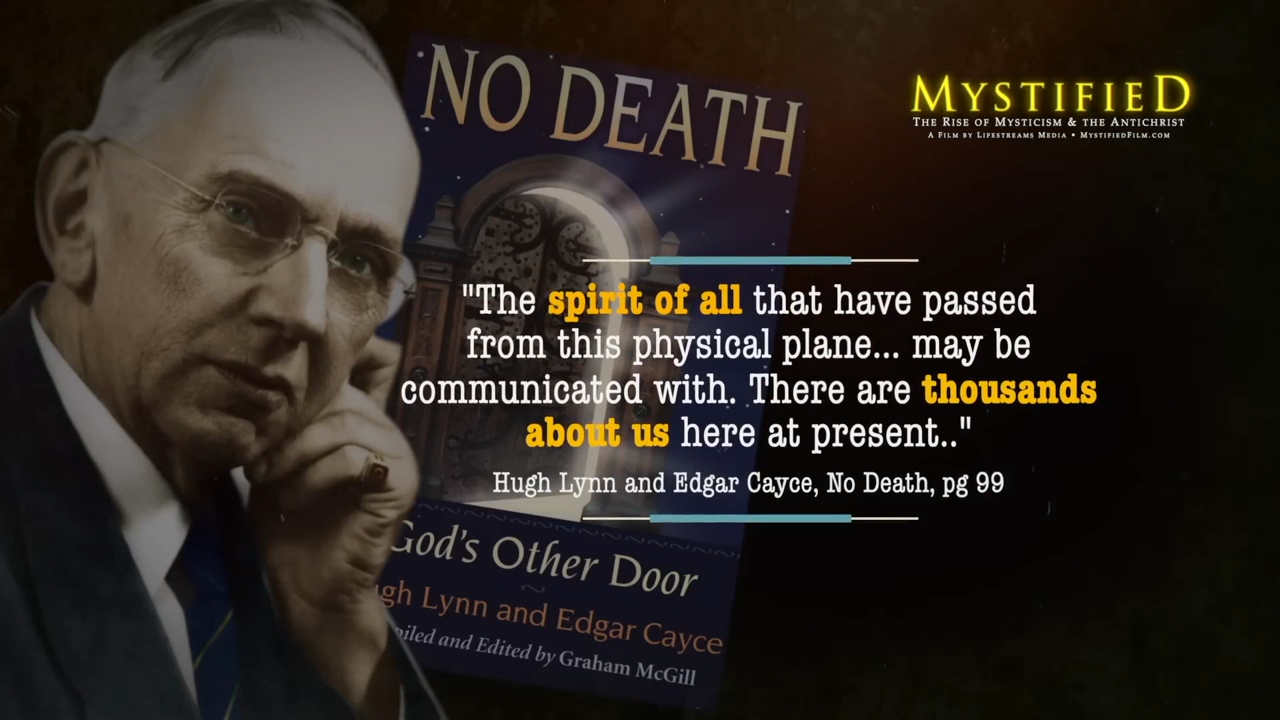 NO DEATH
MYSTIFIED
THE RISE OF MYSTICISM & THE ANTICHRIST
A FILM BY LIFESTREAMS MEDIA • MYSTIFIEDFILM.COM
"The spirit of all that have passed
from this physical plane... may be
communicated with. There are thousands
about us here at present.."
Hugh Lynn and Edgar Cayce, No Death, pg 99
God's Other Door
Lynn and Edgar Cayce
and Edited by Graham McGill